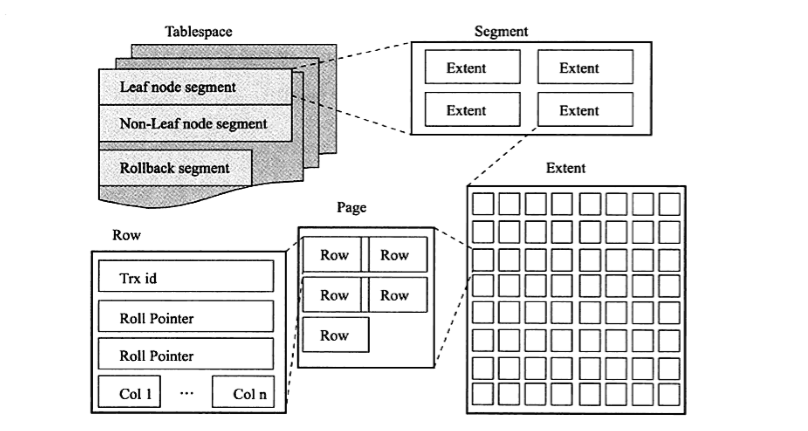 Tablespace
Leaf node segment
Non-Leaf node segment
Rollback segment
Segment
Extent
Extent
Extent
Extent
Extent
Page
Row
Row
Row
Row
Row
Row
Trx id
Roll Pointer
Roll Pointer
Col 1 ... Col n